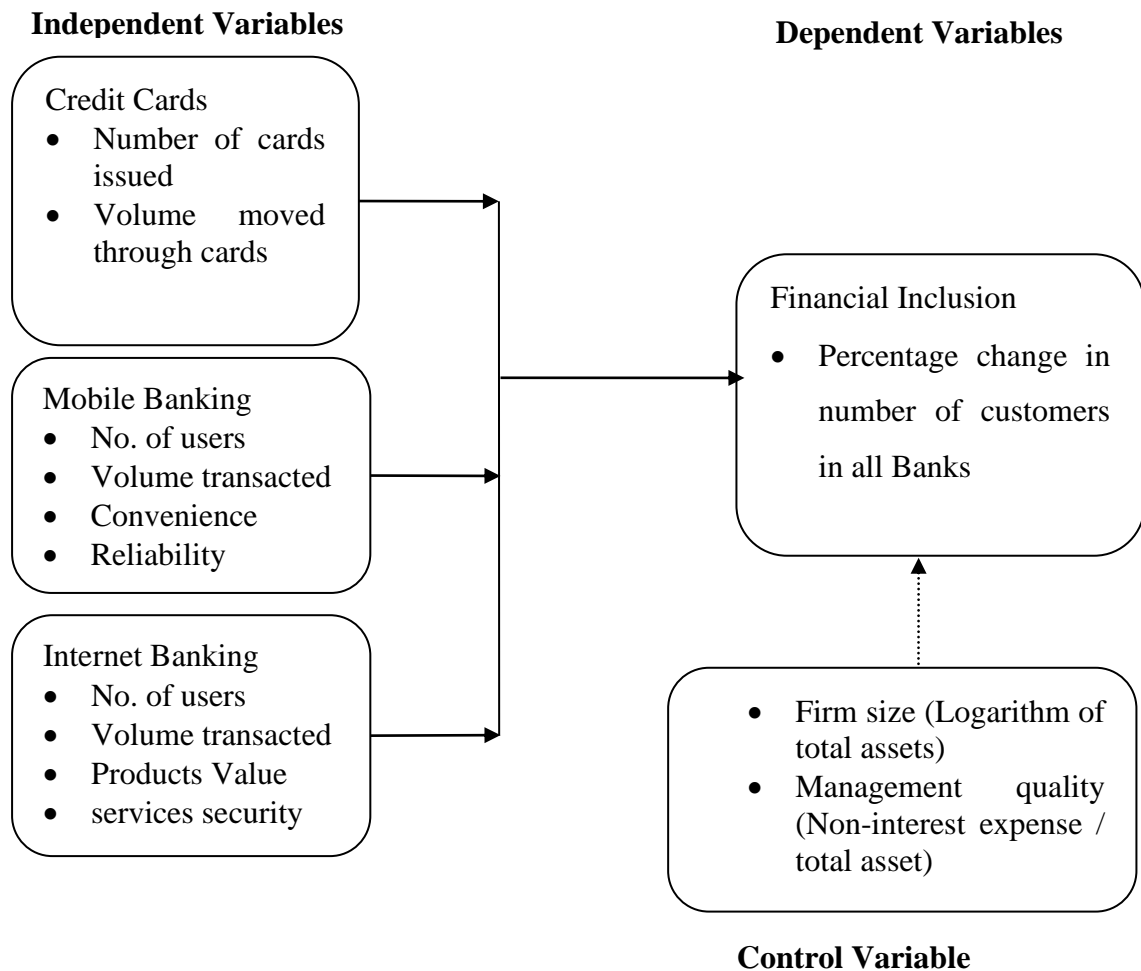 Independent Variables
Dependent Variables
Credit Cards
• Number of cards
issued
• Volume moved
through cards
Mobile Banking
• No. of users
• Volume transacted
• Convenience
• Reliability
Internet Banking
• No. of users
• Volume transacted
• Products Value
• services security
Financial Inclusion
• Percentage change in
number of customers
in all Banks
• Firm size (Logarithm of
total assets)
• Management quality
(Non-interest expense /
total asset)
Control Variable